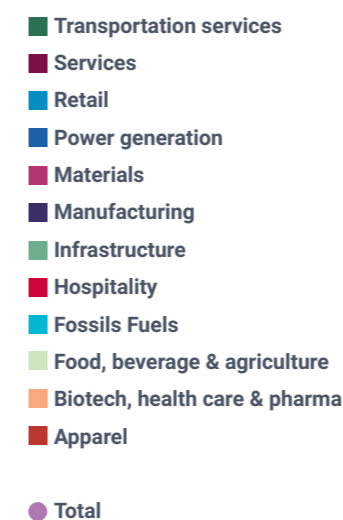 Transportation services
Services
Retail
Power generation
Materials
Manufacturing
Infrastructure
Hospitality
Fossils Fuels
Food, beverage & agriculture
Biotech, health care & pharma
Apparel
Total